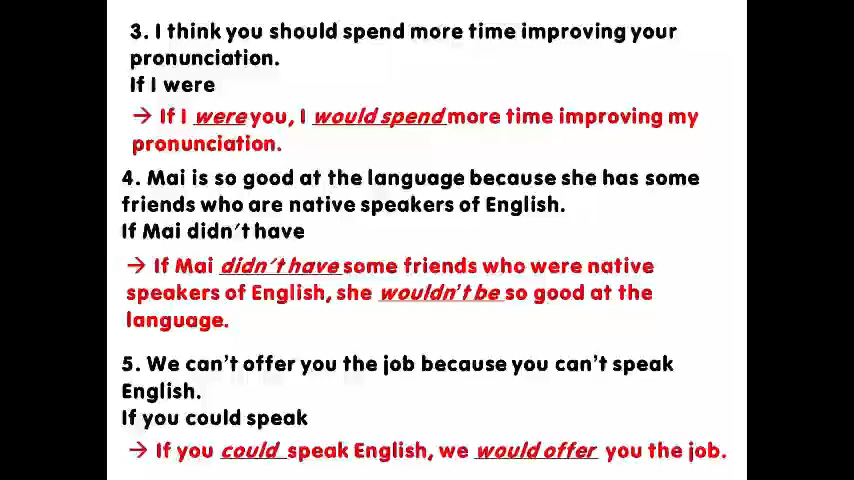 3. I think you should spend more time improving your
pronunciation.
If I were
→ If I were you, I would spend more time improving my
pronunciation.
4. Mai is so good at the language because she has some
friends who are native speakers of English.
If Mai didn't have
→ If Mai didn't have some friends who were native
speakers of English, she wouldn't be so good at the
language.
5. We can't offer you the job because you can't speak
English.
If you could speak
→ If you could speak English, we would offer you the job.